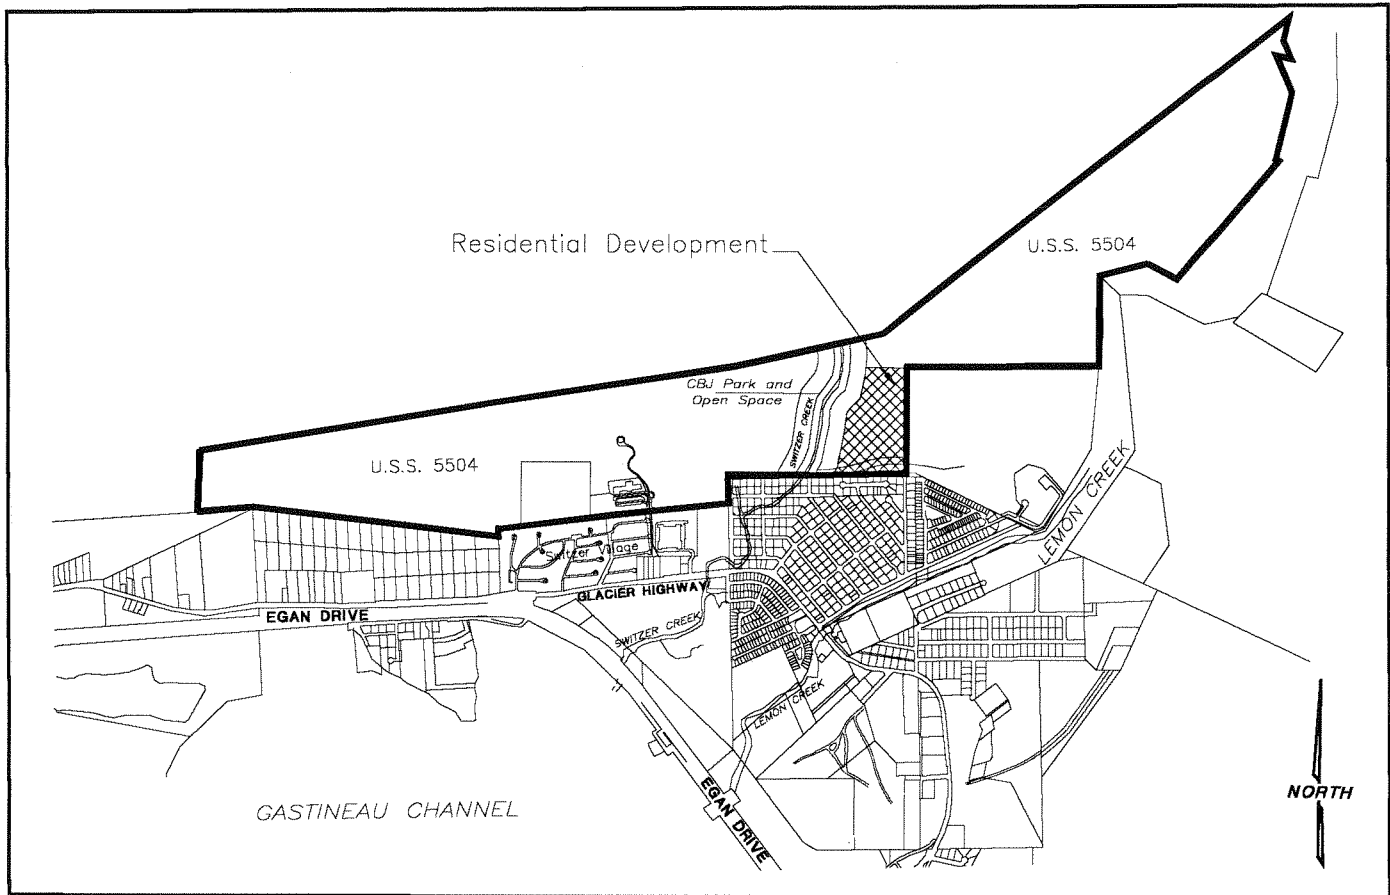 Residential Development
U.S.S. 5504
CBJ Park and
Open Space
SWITZER CREEK
U.S.S. 5504
LEMON CREEK
Switzer Village
GLACIER HIGHWAY
EGAN DRIVE
SWITZER CREEK
LEMON CREEK
EGAN DRIVE
GASTINEAU CHANNEL
NORTH